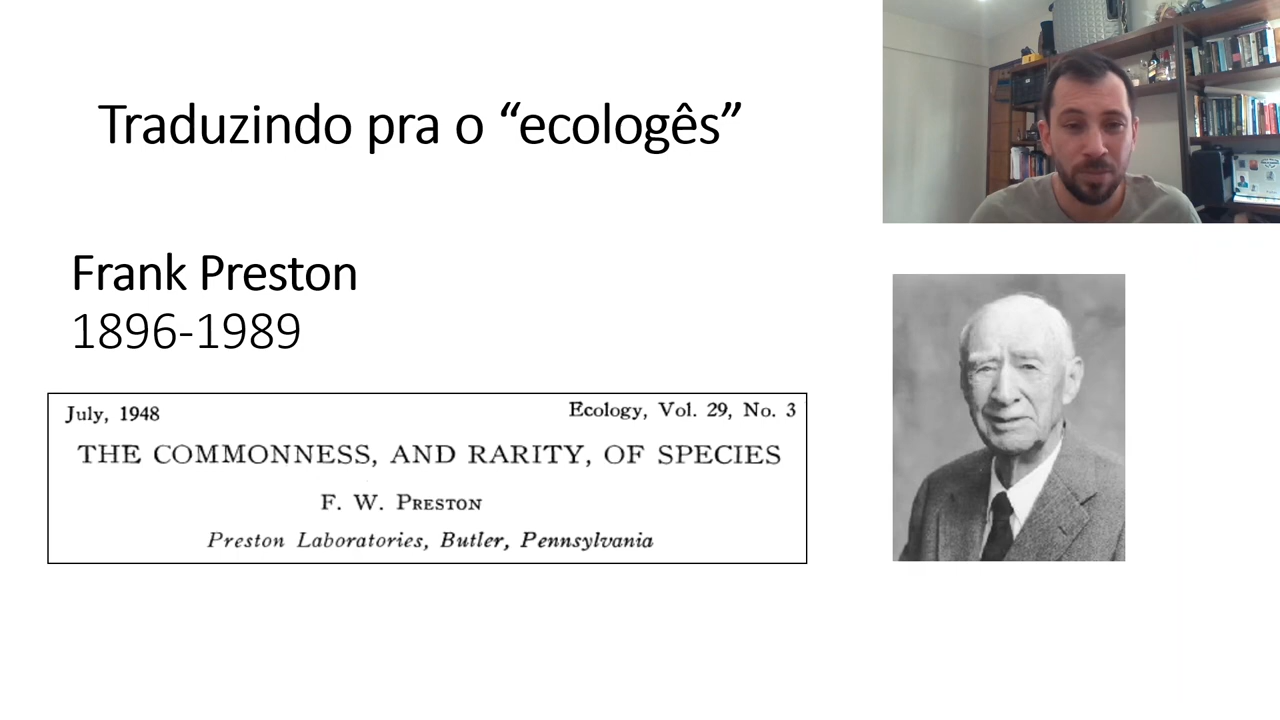 Traduzindo pra o “ecologês”
Frank Preston
1896-1989
July, 1948
Ecology, Vol. 29, No. 3
THE COMMONNESS, AND RARITY, OF SPECIES
F. W. PRESTON
Preston Laboratories, Butler, Pennsylvania